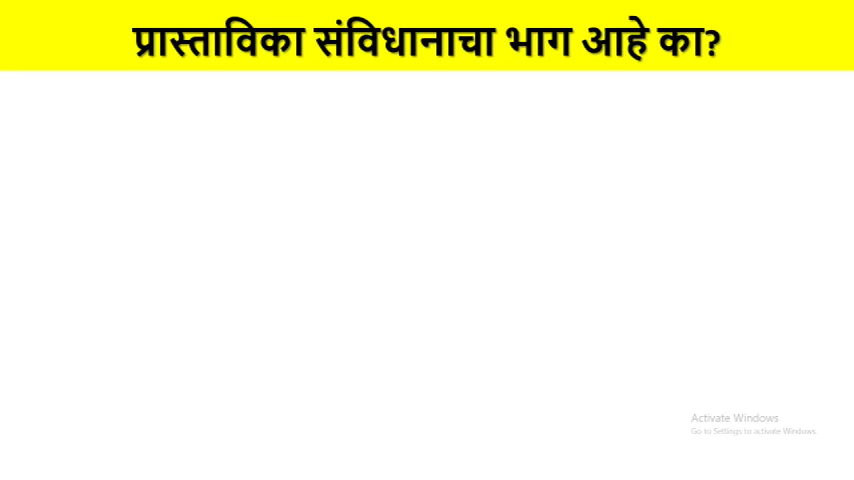 प्रास्ताविका संविधानाचा भाग आहे का?
Activate Windows
Go to Settings to activate Windows.